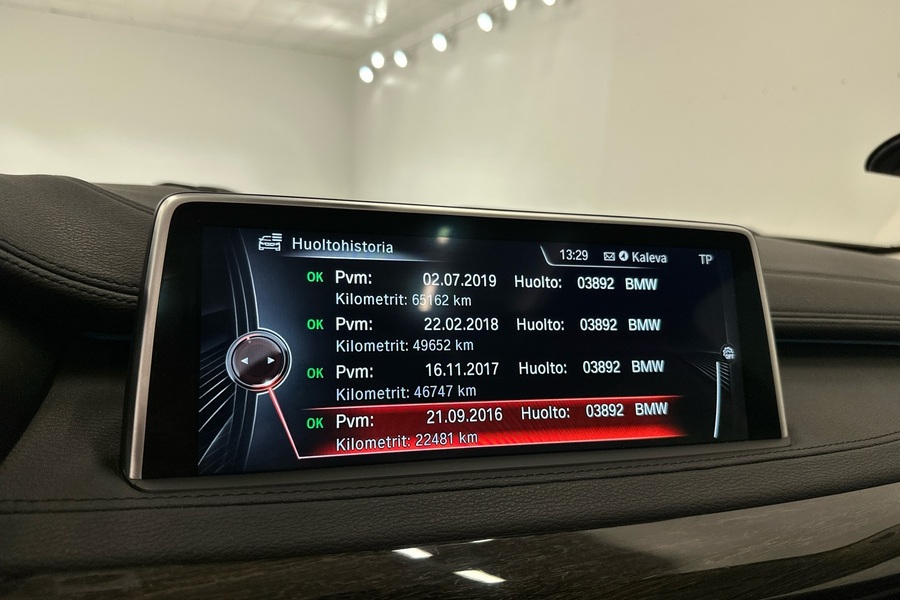 Huoltohistoria
13:29 Kaleva TP
OK Pvm: 02.07.2019 Huolto: 03892 BMW
Kilometrit: 65162 km
OK Pvm: 22.02.2018 Huolto: 03892 BMW
Kilometrit: 49652 km
OK Pvm: 16.11.2017 Huolto: 03892 BMW
Kilometrit: 46747 km
OK Pvm: 21.09.2016 Huolto: 03892 BMW
Kilometrit: 22481 km